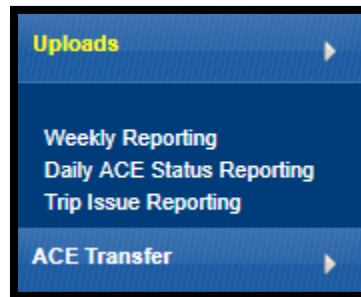 Uploads
Weekly Reporting
Daily ACE Status Reporting
Trip Issue Reporting
ACE Transfer